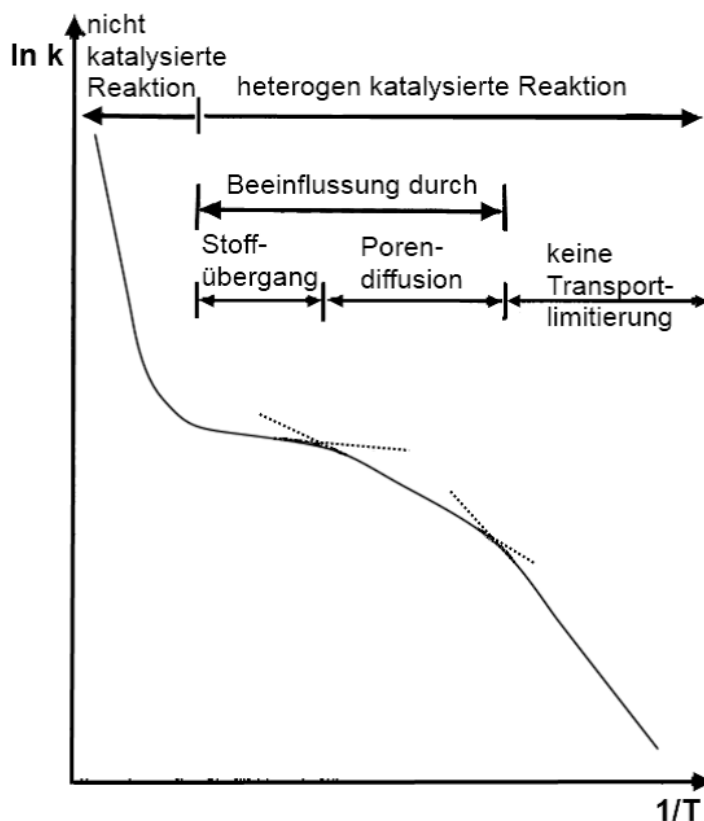 nicht
katalysierte
Reaktion
ln k
heterogen katalysierte Reaktion
Beeinflussung durch
Stoff-
übergang
Poren-
diffusion
keine
Transport-
limitierung
1/T